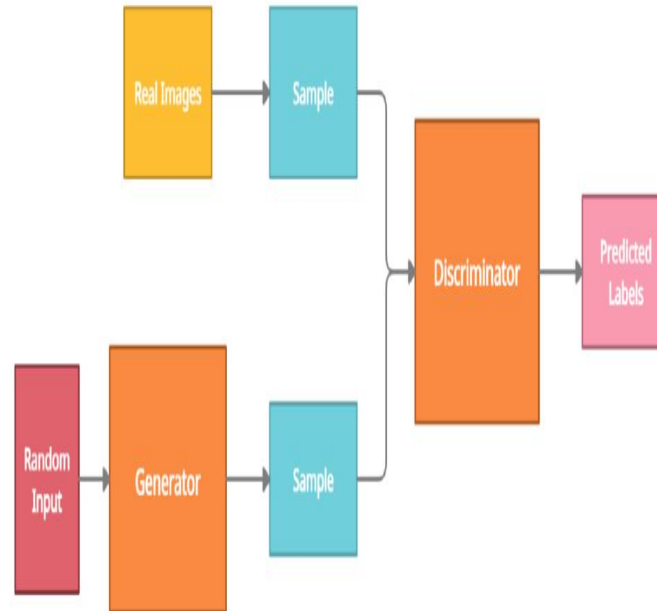 Real Images
Sample
Discriminator
Predicted
Labels
Random
Input
Generator
Sample